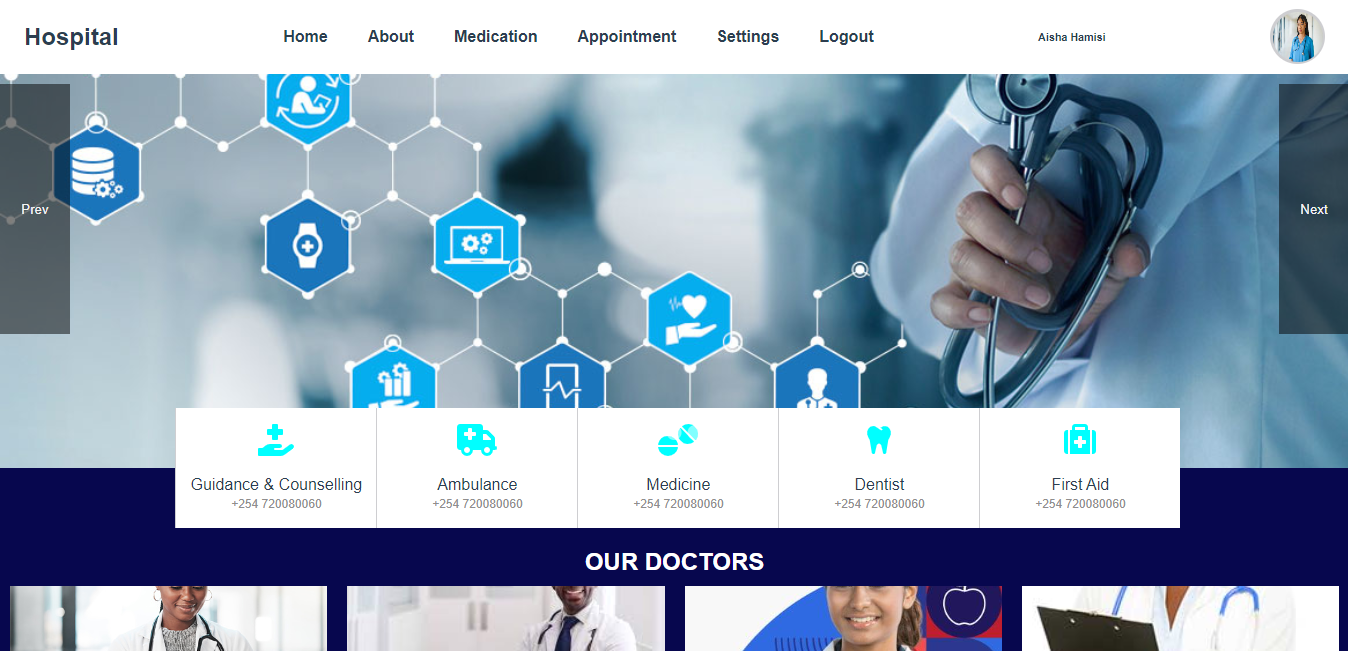 Hospital
Home About Medication Appointment Settings Logout
Aisha Hamisi
Prev
Next
Guidance & Counselling
+254 720080060
Ambulance
+254 720080060
Medicine
+254 720080060
Dentist
+254 720080060
First Aid
+254 720080060
OUR DOCTORS